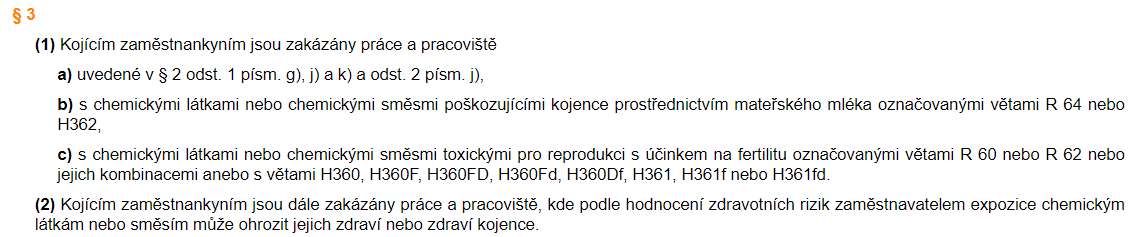 § 3
(1) Kojícím zaměstnankyním jsou zakázány práce a pracoviště
a) uvedené v § 2 odst. 1 písm. g), j) a k) a odst. 2 písm. j),
b) s chemickými látkami nebo chemickými směsmi poškozujícími kojence prostřednictvím mateřského mléka označovanými větami R 64 nebo
H362,
c) s chemickými látkami nebo chemickými směsmi toxickými pro reprodukci s účinkem na fertilitu označovanými větami R 60 nebo R 62 nebo
jejich kombinacemi anebo s větami H360, H360F, H360FD, H360Fd, H360Df, H361, H361f nebo H361fd.
(2) Kojícím zaměstnankyním jsou dále zakázány práce a pracoviště, kde podle hodnocení zdravotních rizik zaměstnavatelem expozice chemickým
látkám nebo směsím může ohrozit jejich zdraví nebo zdraví kojence.